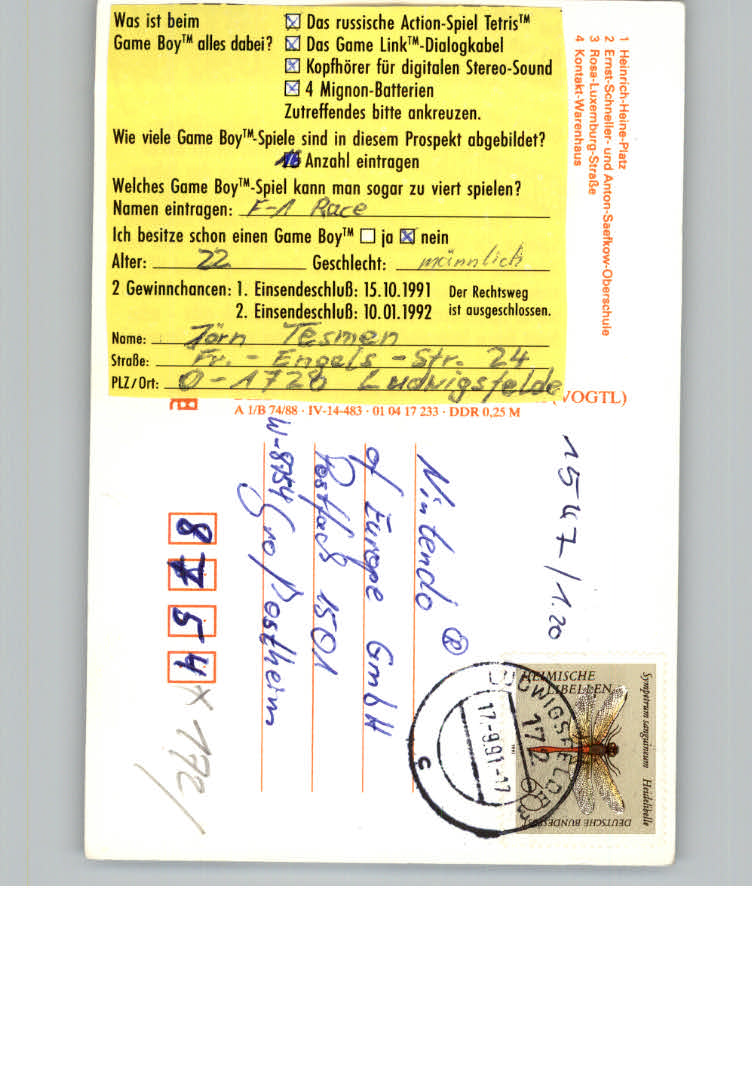 Was ist beim
Game Boy™ alles dabei?
☒ Das russische Action-Spiel Tetris™
☒ Das Game Link™-Dialogkabel
☒ Kopfhörer für digitalen Stereo-Sound
☒ 4 Mignon-Batterien
Zutreffendes bitte ankreuzen.
Wie viele Game Boy™-Spiele sind in diesem Prospekt abgebildet?
16 Anzahl eintragen
Welches Game Boy™-Spiel kann man sogar zu viert spielen?
Namen eintragen: F-1 Race
Ich besitze schon einen Game Boy™ ☐ ja ☒ nein
Alter: 22 Geschlecht: männlich
2 Gewinnchancen: 1. Einsendeschluß: 15.10.1991
2. Einsendeschluß: 10.01.1992
Der Rechtsweg
ist ausgeschlossen.
Name: Jörn Tesmen
Straße: Fr. - Engels - Str. 24
PLZ/Ort: O-1720 Ludwigsfelde
1 Heinrich-Heine-Platz
2 Ernst-Schneller- und Anton-Saefkow-Oberschule
3 Rosa-Luxemburg-Straße
4 Kontakt-Warenhaus
(VOGTL)
A 1/B 74/88 · IV-14-483 · 01 04 17 233 · DDR 0,25 M
1547-/1.20
Nintendo ®
of Europe GmbH
Postfach 1501
W-8754 Großostheim
8754
x 172/
HEIMISCHE
LIBELLEN
Sympetrum sanguineum Heidelibelle
DEUTSCHE BUNDESPOST
60
LUDWIGSFELDE
172
17.-9.91-17
c